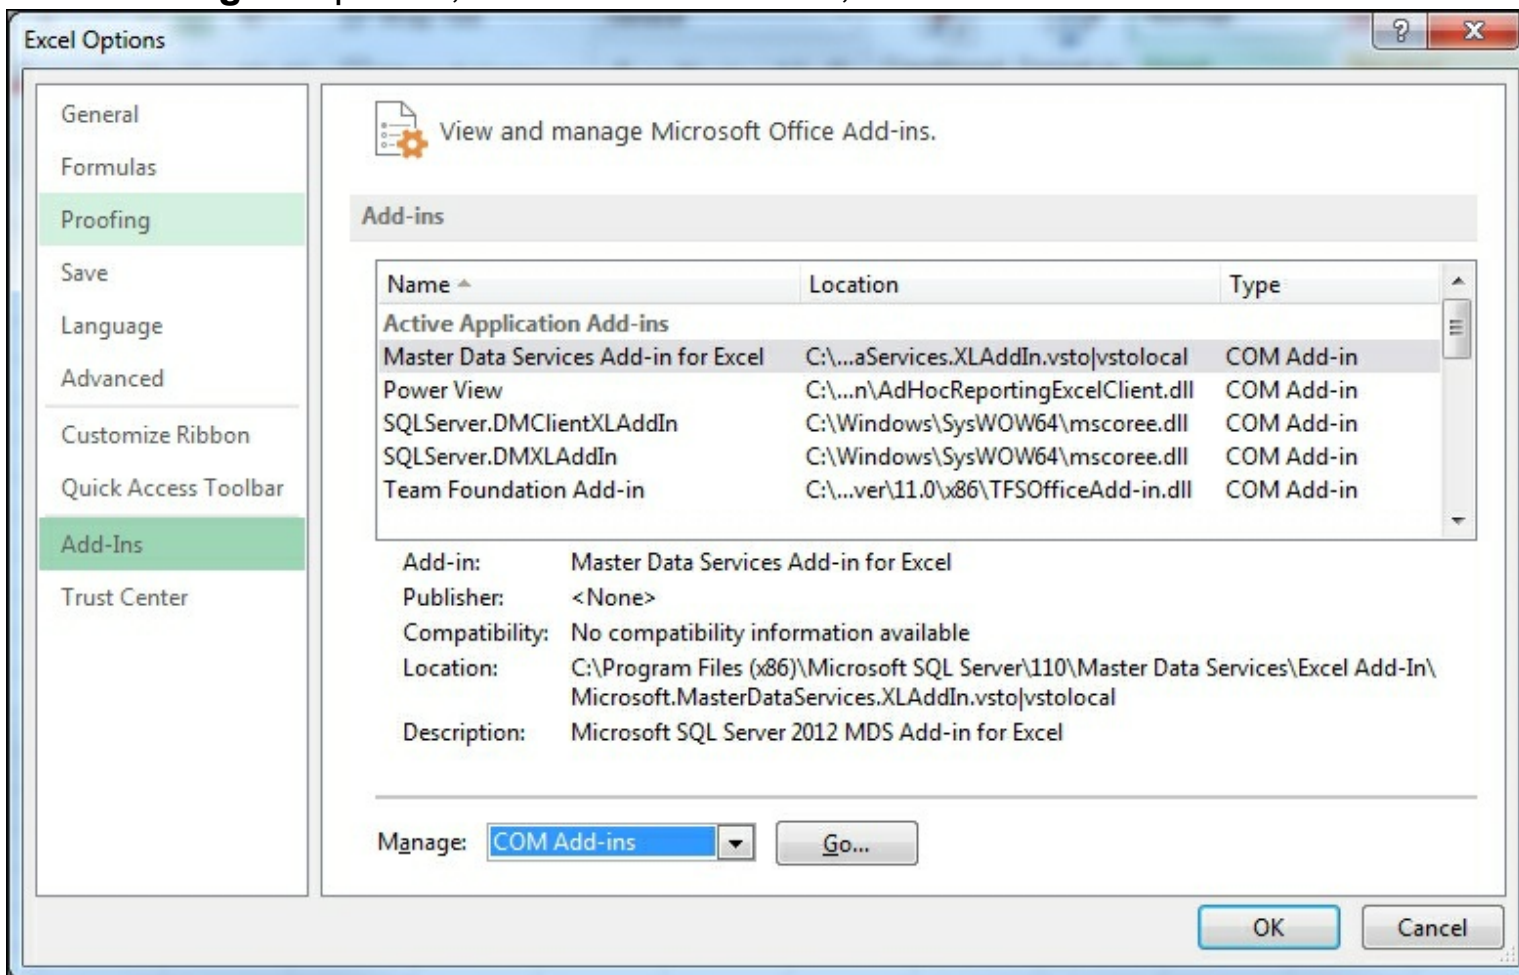 Excel Options
General
Formulas
Proofing
Save
Language
Advanced
Customize Ribbon
Quick Access Toolbar
Add-Ins
Trust Center
View and manage Microsoft Office Add-ins.
Add-ins
Name Location Type
Active Application Add-ins
Master Data Services Add-in for Excel C:\...aServices.XLAddIn.vsto|vstolocal COM Add-in
Power View C:\...n\AdHocReportingExcelClient.dll COM Add-in
SQLServer.DMClientXLAddIn C:\Windows\SysWOW64\mscoree.dll COM Add-in
SQLServer.DMXLAddIn C:\Windows\SysWOW64\mscoree.dll COM Add-in
Team Foundation Add-in C:\...ver\11.0\x86\TFSOfficeAdd-in.dll COM Add-in
Add-in: Master Data Services Add-in for Excel
Publisher: <None>
Compatibility: No compatibility information available
Location: C:\Program Files (x86)\Microsoft SQL Server\110\Master Data Services\Excel Add-In\
Microsoft.MasterDataServices.XLAddIn.vsto|vstolocal
Description: Microsoft SQL Server 2012 MDS Add-in for Excel
Manage: COM Add-ins Go...
OK Cancel